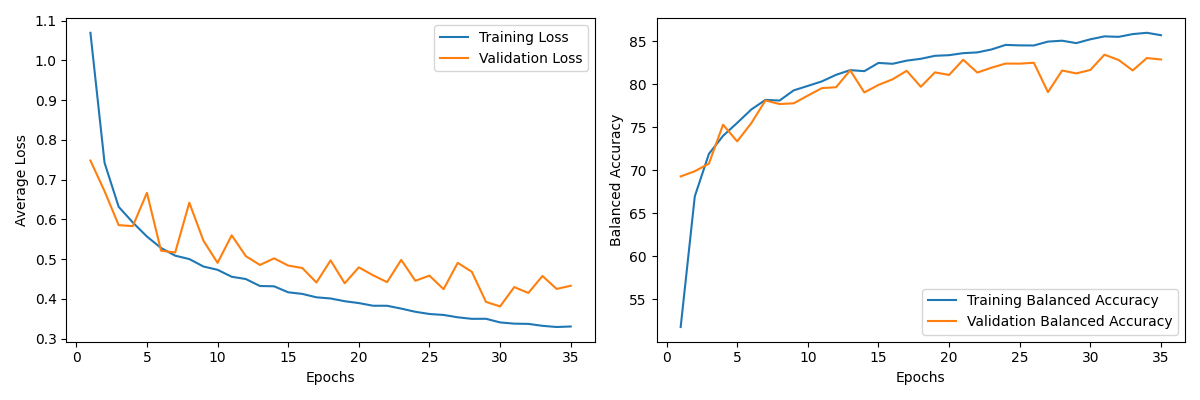 1.1
1.0
0.9
0.8
0.7
0.6
0.5
0.4
0.3
Average Loss
Training Loss
Validation Loss
0 5 10 15 20 25 30 35
Epochs
85
80
75
70
65
60
55
Balanced Accuracy
Training Balanced Accuracy
Validation Balanced Accuracy
0 5 10 15 20 25 30 35
Epochs